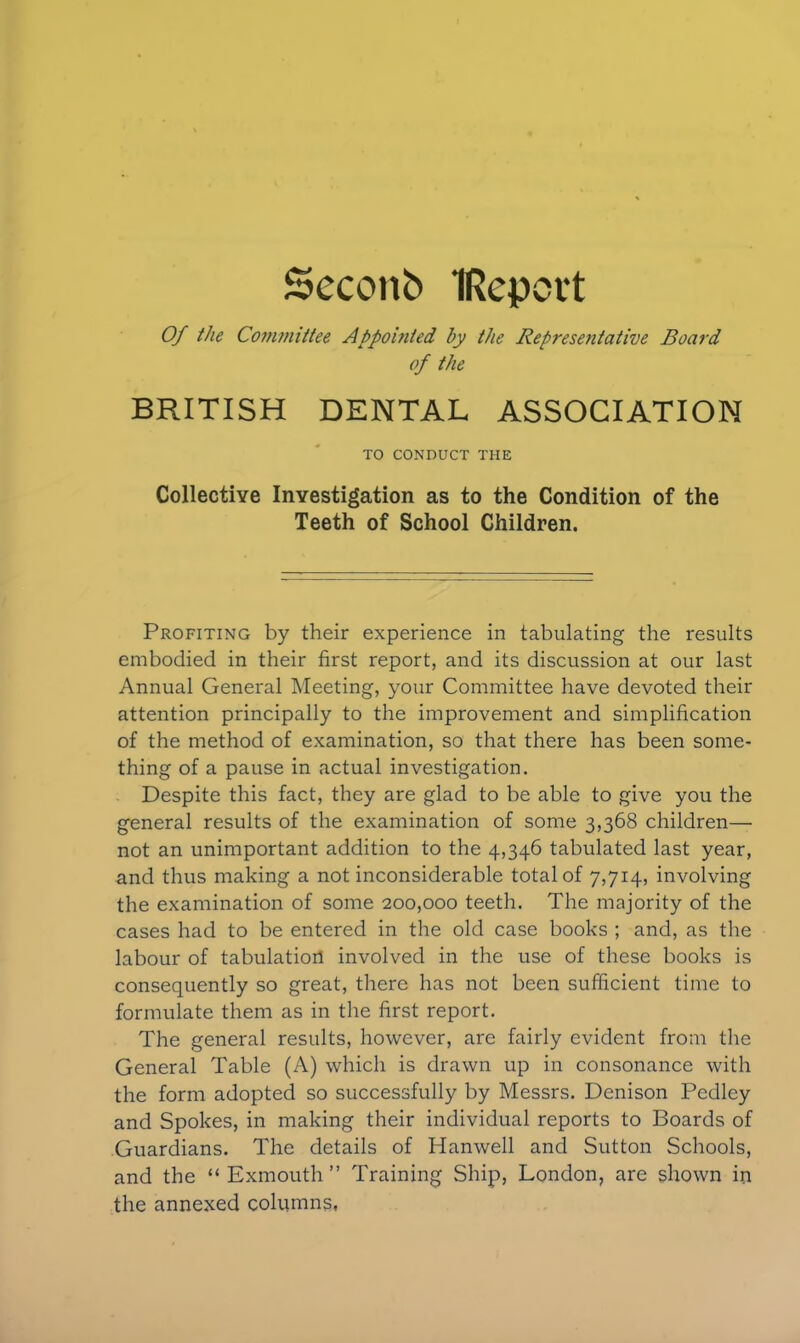 Second Report
Of the Committee Appointed by the Representative Board
of the
BRITISH DENTAL ASSOCIATION
TO CONDUCT THE
Collective Investigation as to the Condition of the
Teeth of School Children.
PROFITING by their experience in tabulating the results
embodied in their first report, and its discussion at our last
Annual General Meeting, your Committee have devoted their
attention principally to the improvement and simplification
of the method of examination, so that there has been some-
thing of a pause in actual investigation.
Despite this fact, they are glad to be able to give you the
general results of the examination of some 3,368 children—
not an unimportant addition to the 4,346 tabulated last year,
and thus making a not inconsiderable total of 7,714, involving
the examination of some 200,000 teeth. The majority of the
cases had to be entered in the old case books ; and, as the
labour of tabulation involved in the use of these books is
consequently so great, there has not been sufficient time to
formulate them as in the first report.
The general results, however, are fairly evident from the
General Table (A) which is drawn up in consonance with
the form adopted so successfully by Messrs. Denison Pedley
and Spokes, in making their individual reports to Boards of
Guardians. The details of Hanwell and Sutton Schools,
and the “ Exmouth ” Training Ship, London, are shown in
the annexed columns,